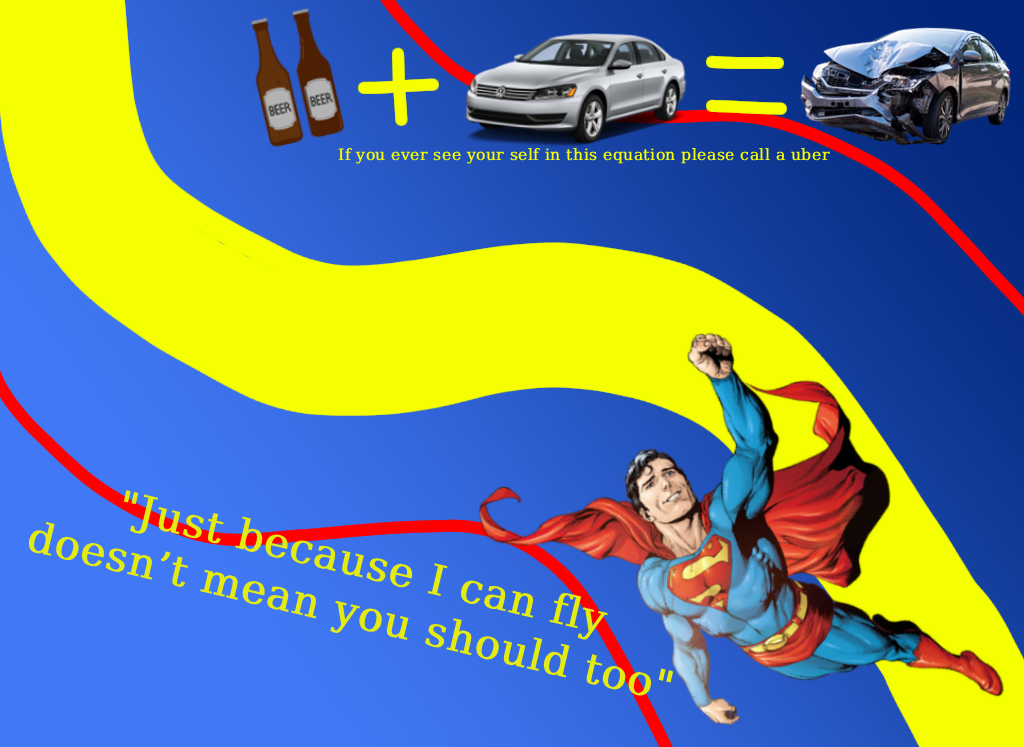 BEER
BEER
If you ever see your self in this equation please call a uber
"Just because I can fly
doesn’t mean you should too"